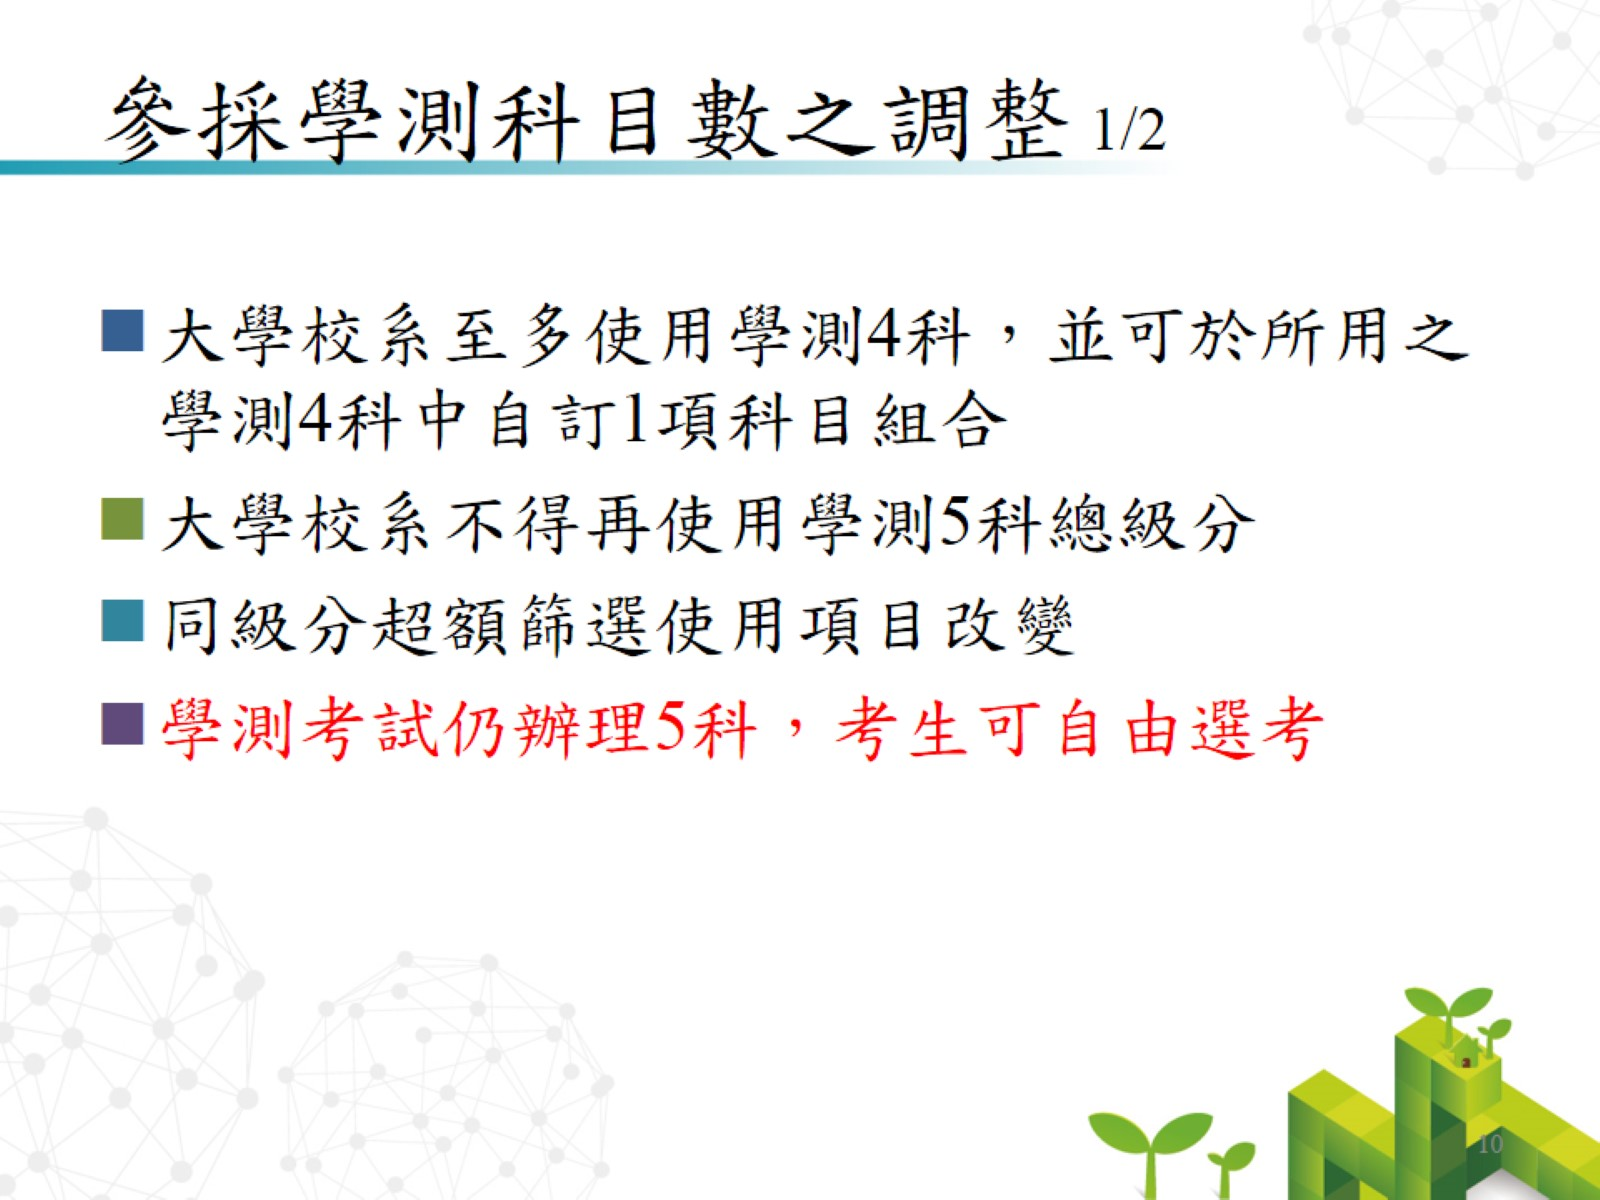 參採學測科目數之調整 1/2
大學校系至多使用學測4科，並可於所用之
學測4科中自訂1項科目組合
大學校系不得再使用學測5科總級分
同級分超額篩選使用項目改變
學測考試仍辦理5科，考生可自由選考
10